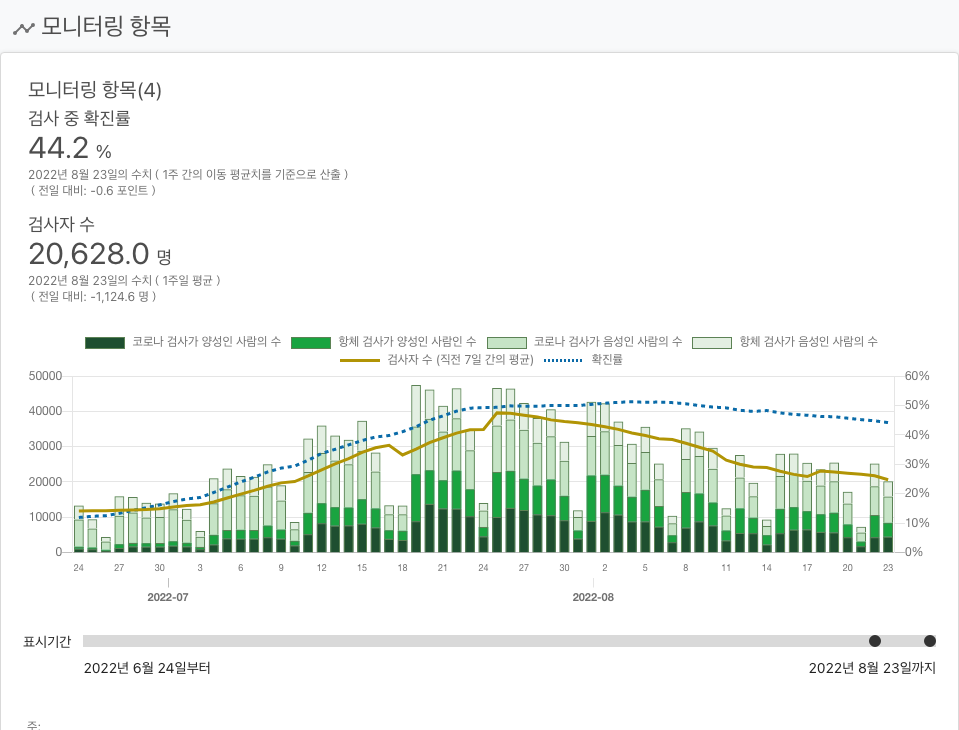 모니터링 항목
모니터링 항목(4)
검사 중 확진률
44.2 %
2022년 8월 23일의 수치 ( 1주 간의 이동 평균치를 기준으로 산출 )
( 전일 대비: -0.6 포인트 )
검사자 수
20,628.0 명
2022년 8월 23일의 수치 ( 1주일 평균 )
( 전일 대비: -1,124.6 명 )
코로나 검사가 양성인 사람의 수 항체 검사가 양성인 사람인 수 코로나 검사가 음성인 사람의 수 항체 검사가 음성인 사람의 수
검사자 수 (직전 7일 간의 평균) 확진률
50000 60%
40000 50%
30000 40%
20000 30%
10000 20%
0 10%
0%
24 27 30 3 6 9 12 15 18 21 24 27 30 2 5 8 11 14 17 20 23
2022-07 2022-08
표시기간
2022년 6월 24일부터 2022년 8월 23일까지
주: